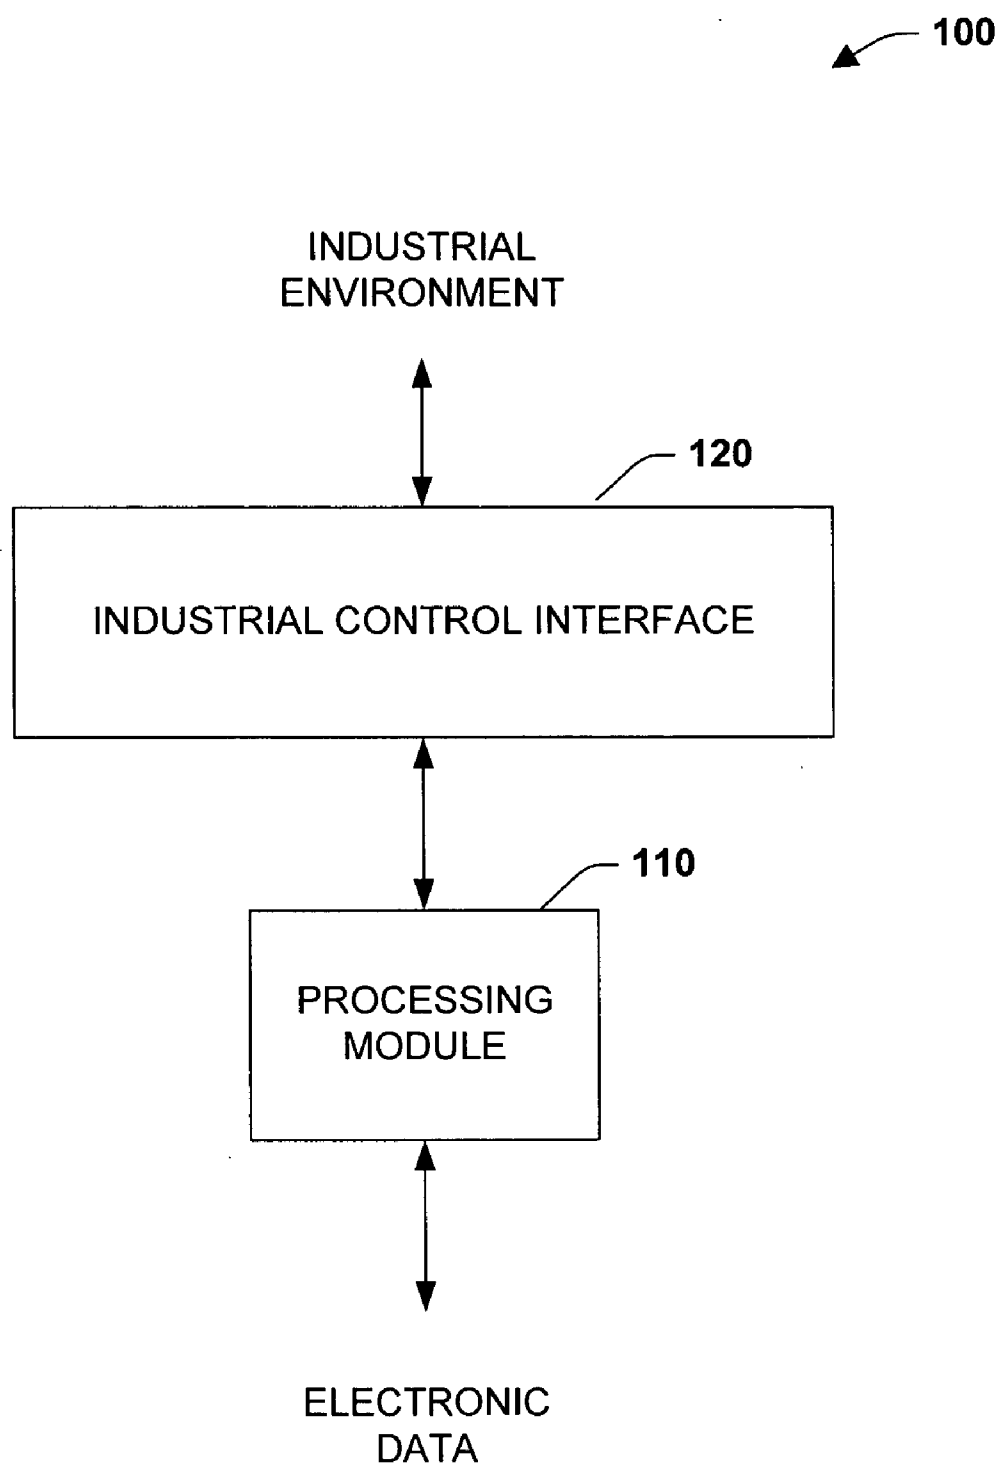 100
INDUSTRIAL
ENVIRONMENT
120
INDUSTRIAL CONTROL INTERFACE
110
PROCESSING
MODULE
ELECTRONIC
DATA